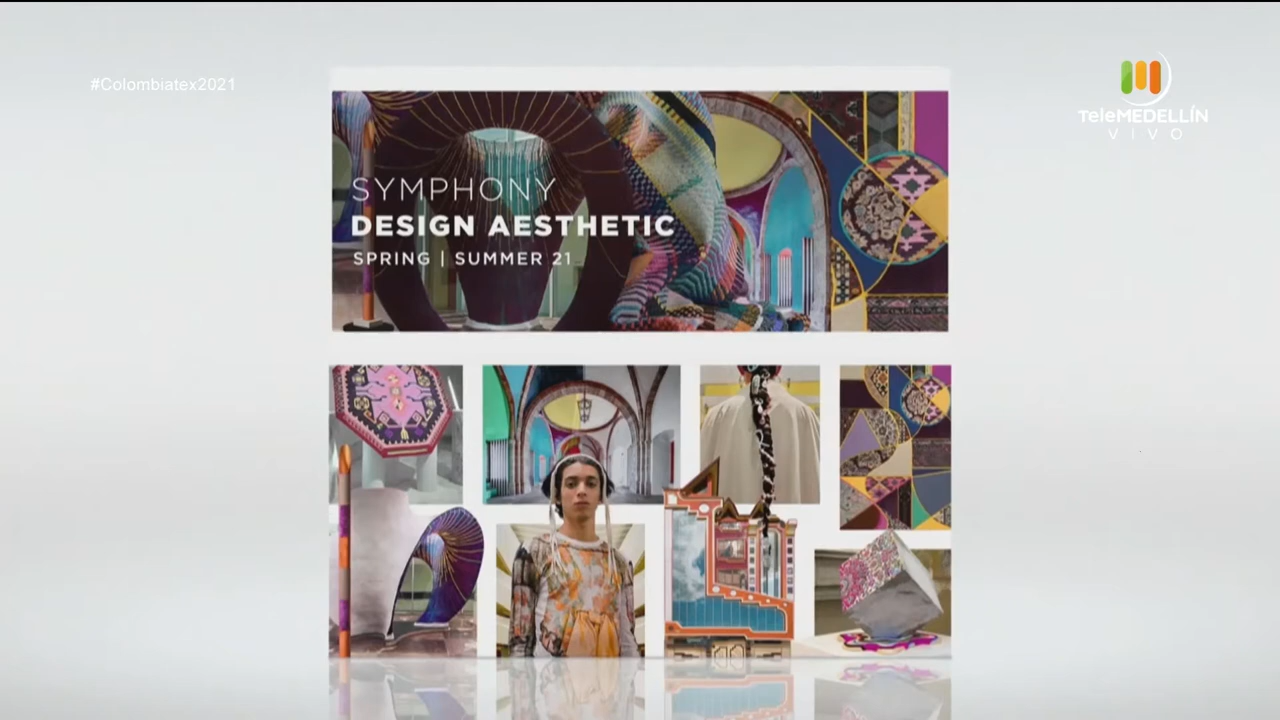 #Colombiatex2021
TeleMEDELLÍN
VIVO
SYMPHONY
DESIGN AESTHETIC
SPRING | SUMMER 21